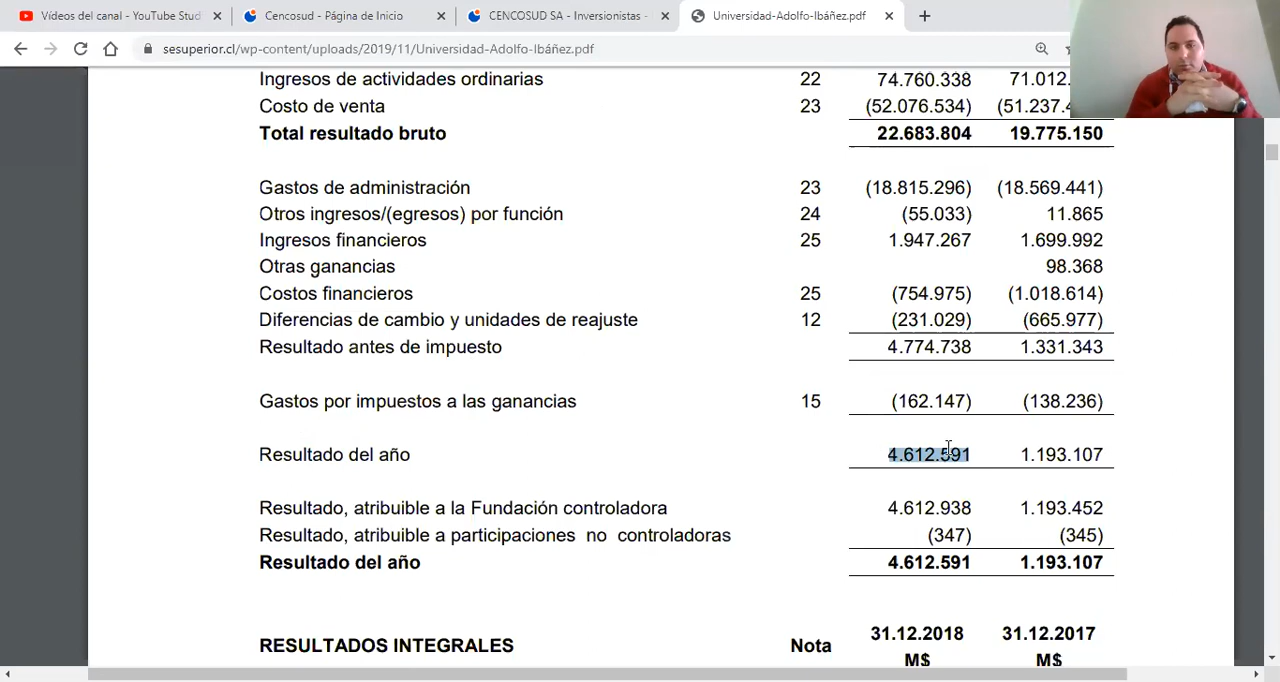 Vídeos del canal - YouTube Stud
Cencosud - Página de Inicio
CENCOSUD SA - Inversionistas -
Universidad-Adolfo-Ibáñez.pdf
sesuperior.cl/wp-content/uploads/2019/11/Universidad-Adolfo-Ibáñez.pdf
Ingresos de actividades ordinarias 22 74.760.338 71.012.
Costo de venta 23 (52.076.534) (51.237.
Total resultado bruto 22.683.804 19.775.150
Gastos de administración 23 (18.815.296) (18.569.441)
Otros ingresos/(egresos) por función 24 (55.033) 11.865
Ingresos financieros 25 1.947.267 1.699.992
Otras ganancias 98.368
Costos financieros 25 (754.975) (1.018.614)
Diferencias de cambio y unidades de reajuste 12 (231.029) (665.977)
Resultado antes de impuesto 4.774.738 1.331.343
Gastos por impuestos a las ganancias 15 (162.147) (138.236)
Resultado del año 4.612.591 1.193.107
Resultado, atribuible a la Fundación controladora 4.612.938 1.193.452
Resultado, atribuible a participaciones no controladoras (347) (345)
Resultado del año 4.612.591 1.193.107
31.12.2018 31.12.2017
RESULTADOS INTEGRALES Nota
M$ M$